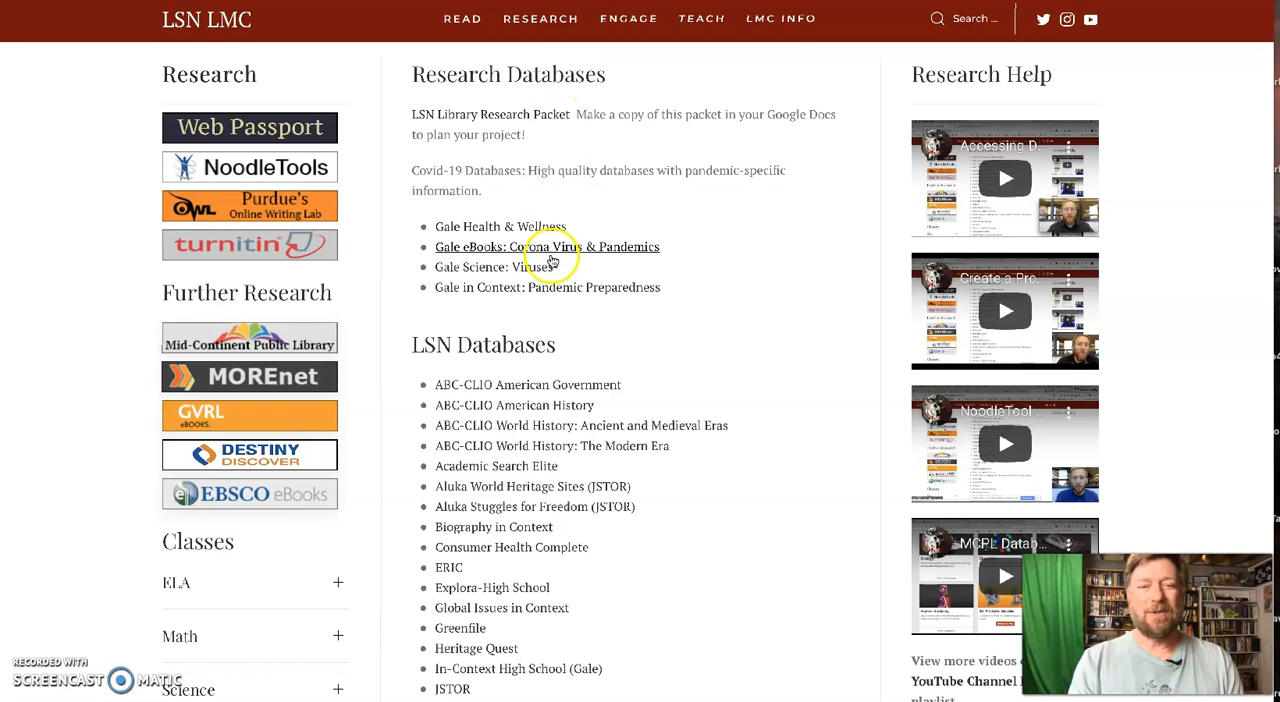 LSN LMC
READ RESEARCH ENGAGE TEACH LMC INFO
Search ...
Research
Web Passport
NoodleTools
OWL Purdue's
Online Writing Lab
turnitin
Further Research
Mid-Continent Public Library
MOREnet
GVRL
eBOOKS.
DESTINY
DISCOVER
EBSCO eBooks
Classes
ELA +
Math +
Science +
RECORDED WITH
SCREENCAST MATIC
Research Databases
LSN Library Research Packet Make a copy of this packet in your Google Docs
to plan your project!
Covid-19 Databases: High quality databases with pandemic-specific
information.
Gale Health &
Gale eBooks: Corona Virus & Pandemics
Gale Science: Viruses
Gale in Context: Pandemic Preparedness
LSN Databases
ABC-CLIO American Government
ABC-CLIO American History
ABC-CLIO World History: Ancient and Medieval Eras
ABC-CLIO World History: The Modern Era
Academic Search Elite
Aluka World Heritage Sites (JSTOR)
Aluka Struggles for Freedom (JSTOR)
Biography in Context
Consumer Health Complete
ERIC
Explora-High School
Global Issues in Context
Greenfile
Heritage Quest
In-Context High School (Gale)
JSTOR
Research Help
Accessing D...
Create a Pro...
NoodleTool
MCPL Datab...
View more videos
YouTube Channel
playlist.